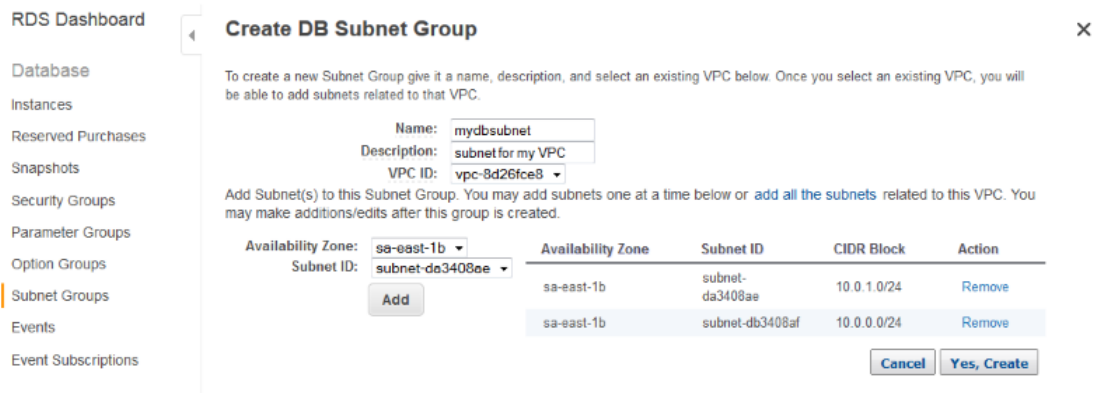 RDS Dashboard
Database
Instances
Reserved Purchases
Snapshots
Security Groups
Parameter Groups
Option Groups
Subnet Groups
Events
Event Subscriptions
Create DB Subnet Group
To create a new Subnet Group give it a name, description, and select an existing VPC below. Once you select an existing VPC, you will
be able to add subnets related to that VPC.
Name: mydbsubnet
Description: subnet for my VPC
VPC ID: vpc-8d26fce8
Add Subnet(s) to this Subnet Group. You may add subnets one at a time below or add all the subnets related to this VPC. You
may make additions/edits after this group is created.
Availability Zone: sa-east-1b
Subnet ID: subnet-da3408ae
Add
Availability Zone Subnet ID CIDR Block Action
sa-east-1b subnet-
da3408ae 10.0.1.0/24 Remove
sa-east-1b subnet-db3408af 10.0.0.0/24 Remove
Cancel Yes, Create